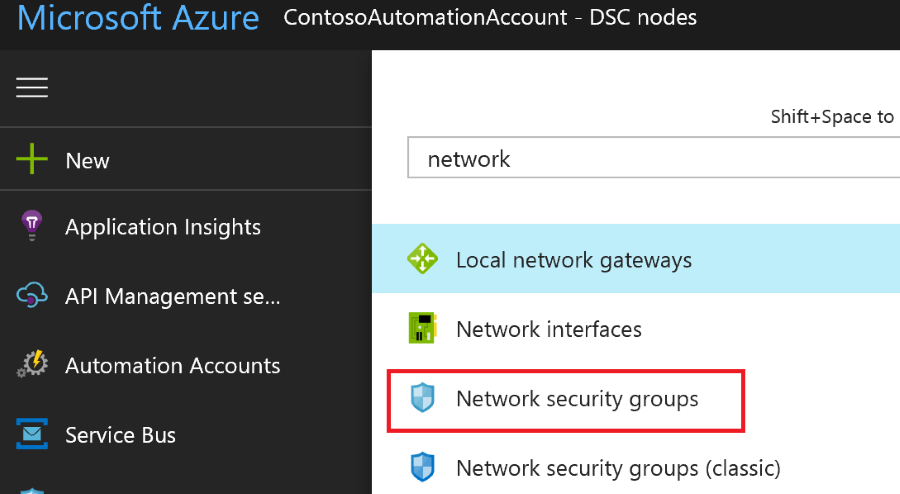 Microsoft Azure ContosoAutomationAccount - DSC nodes
Shift+Space to
New
network
Application Insights
API Management se...
Automation Accounts
Service Bus
Local network gateways
Network interfaces
Network security groups
Network security groups (classic)